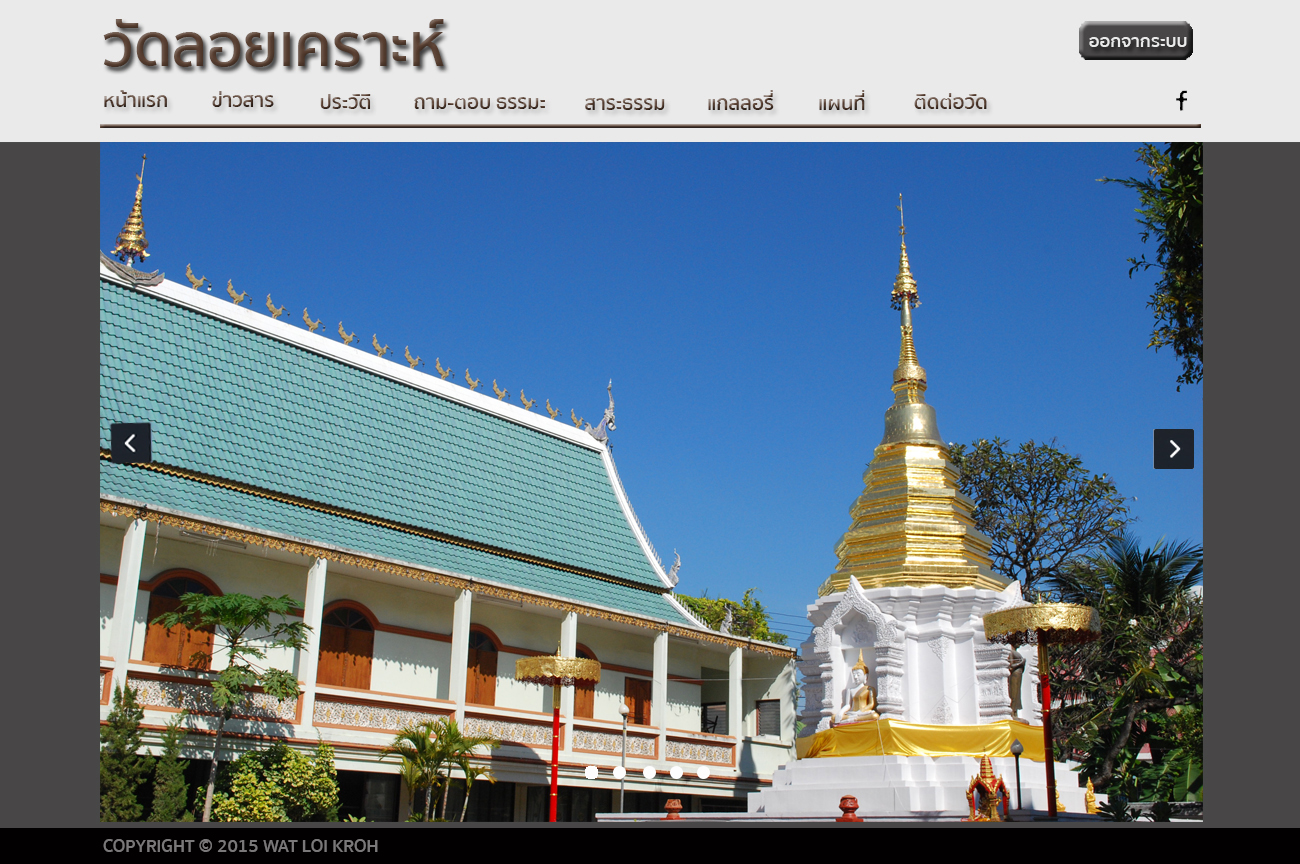 วัดลอยเคราะห์
ออกจากระบบ
หน้าแรก ข่าวสาร ประวัติ ถาม-ตอบ ธรรมะ สาระธรรม แกลลอรี่ แผนที่ ติดต่อวัด f
COPYRIGHT © 2015 WAT LOI KROH